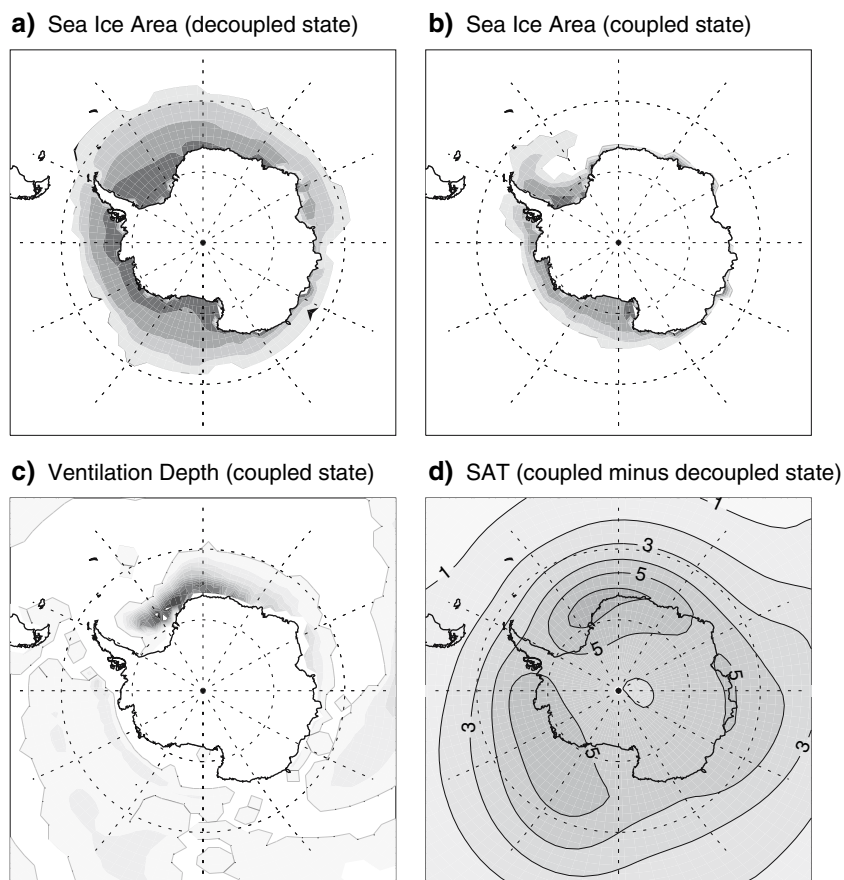 a) Sea Ice Area (decoupled state)
b) Sea Ice Area (coupled state)
c) Ventilation Depth (coupled state)
d) SAT (coupled minus decoupled state)
1
1
3
5
5
5
5
3
3